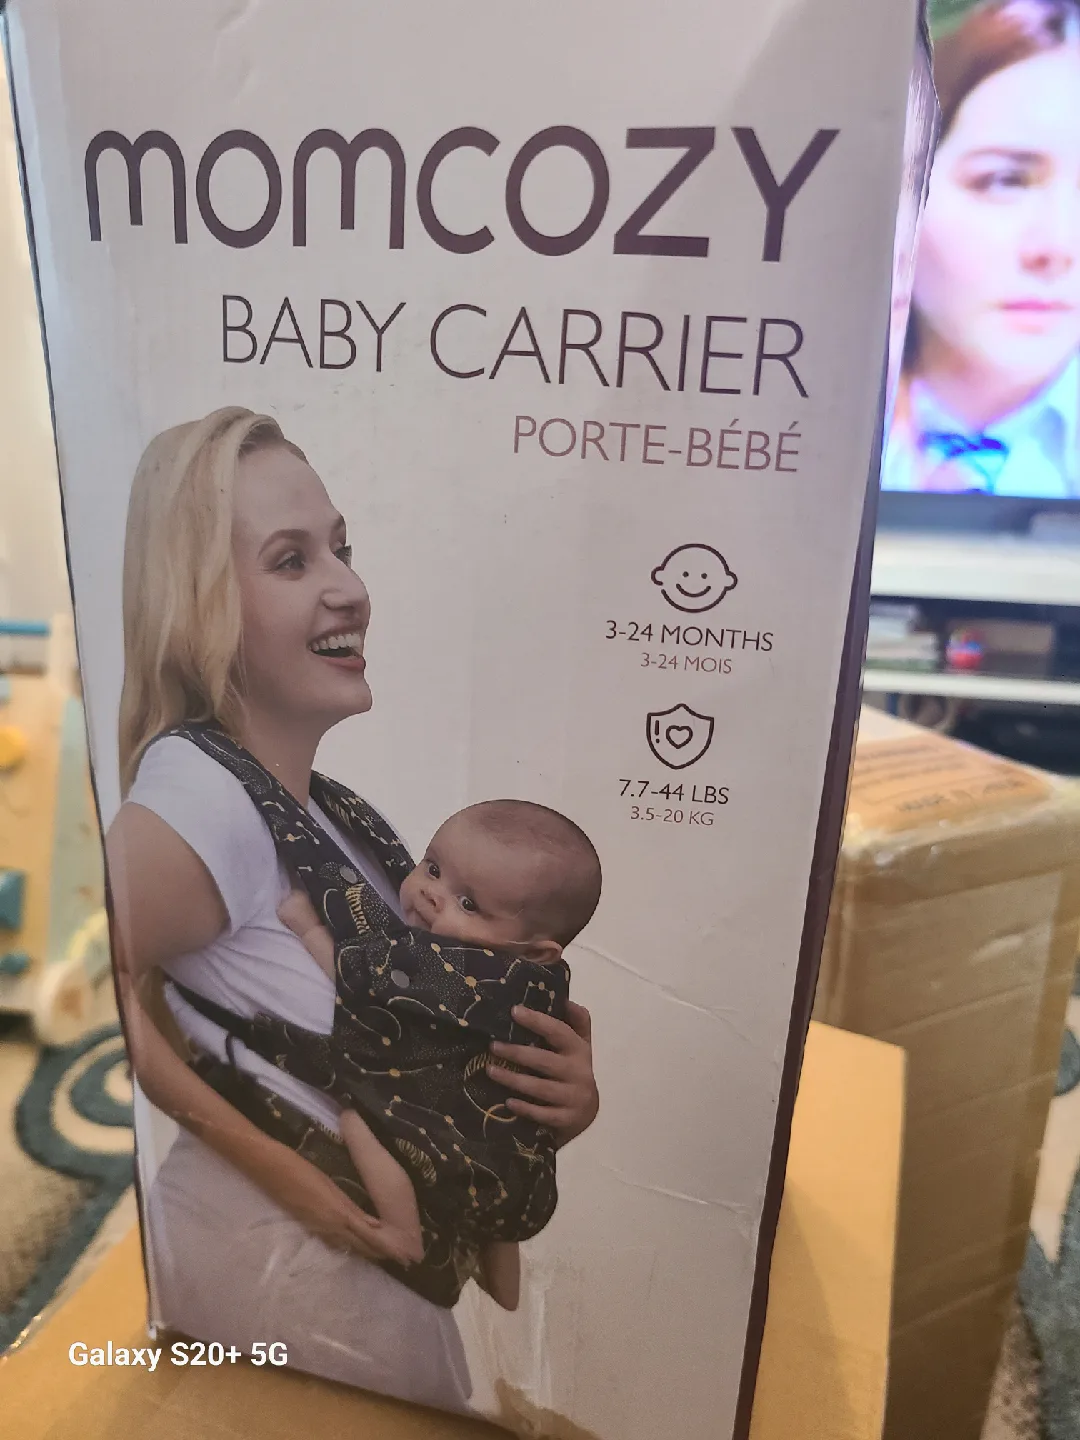 momcozy
BABY CARRIER
PORTE-BÉBÉ
3-24 MONTHS
3-24 MOIS
7.7-44 LBS
3.5-20 KG
Galaxy S20+ 5G